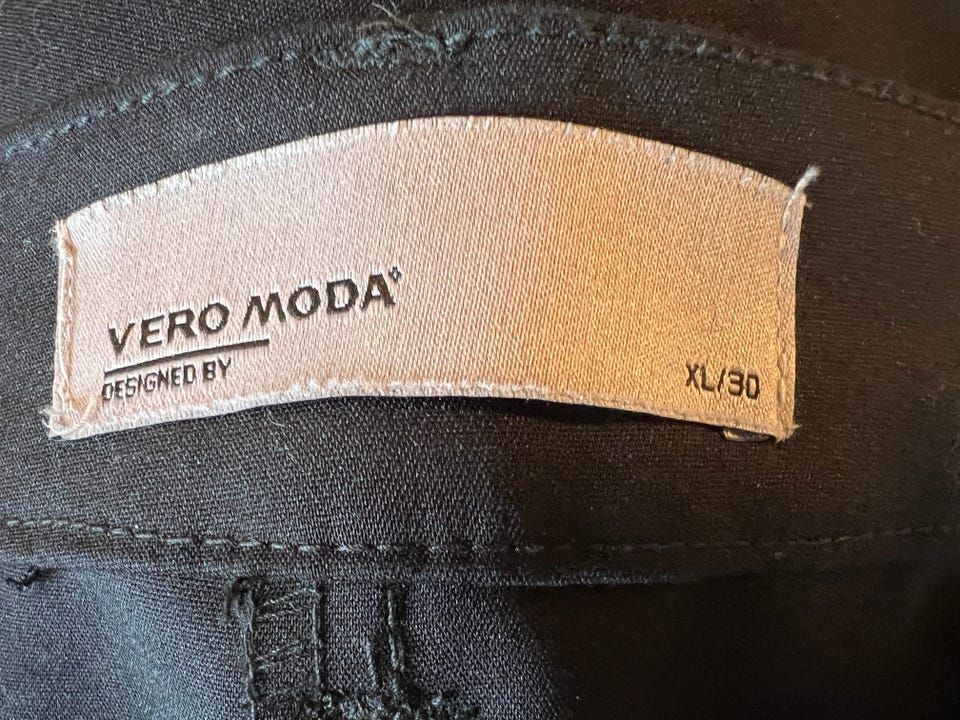 VERO MODA
DESIGNED BY
XL/30